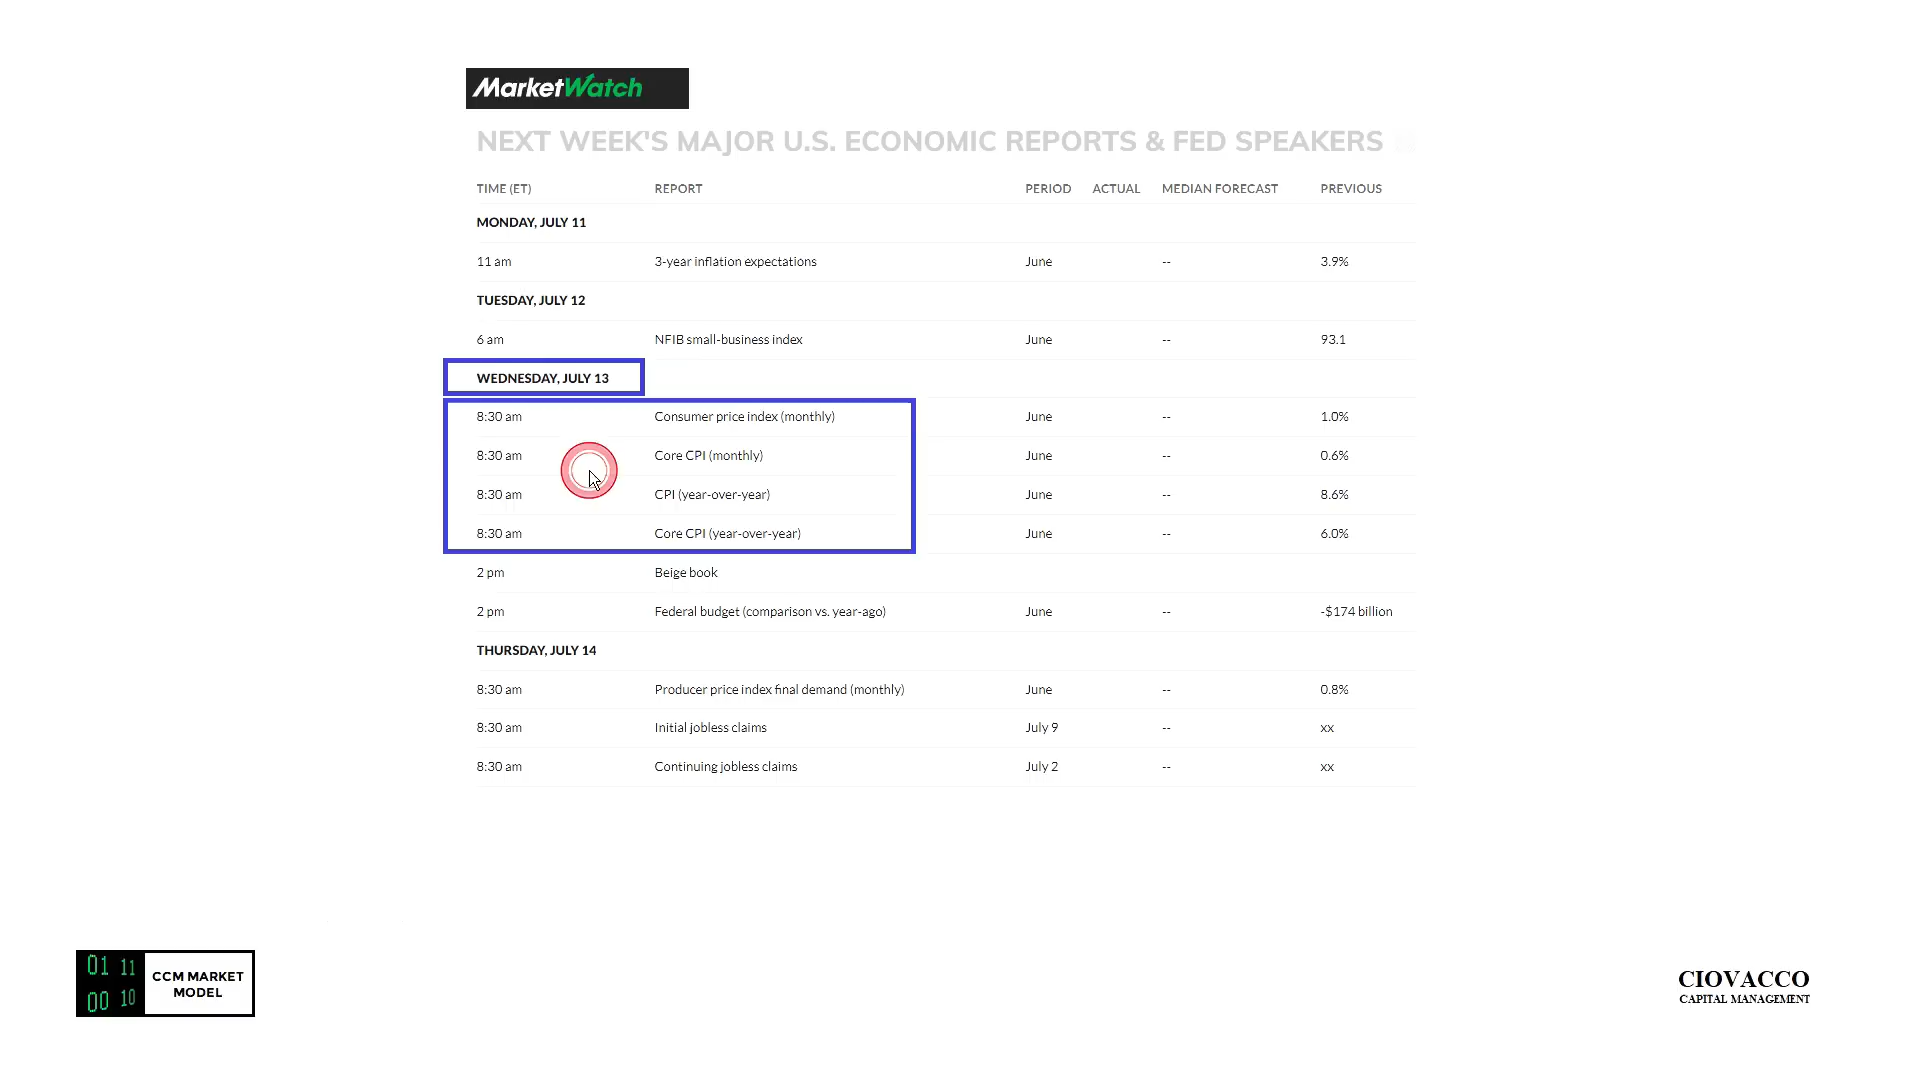 MarketWatch
NEXT WEEK'S MAJOR U.S. ECONOMIC REPORTS & FED SPEAKERS
TIME (ET) REPORT PERIOD ACTUAL MEDIAN FORECAST PREVIOUS
MONDAY, JULY 11
11 am 3-year inflation expectations June -- 3.9%
TUESDAY, JULY 12
6 am NFIB small-business index June -- 93.1
WEDNESDAY, JULY 13
8:30 am Consumer price index (monthly) June -- 1.0%
8:30 am Core CPI (monthly) June -- 0.6%
8:30 am CPI (year-over-year) June -- 8.6%
8:30 am Core CPI (year-over-year) June -- 6.0%
2 pm Beige book
2 pm Federal budget (comparison vs. year-ago) June -- -$174 billion
THURSDAY, JULY 14
8:30 am Producer price index final demand (monthly) June -- 0.8%
8:30 am Initial jobless claims July 9 -- xx
8:30 am Continuing jobless claims July 2 -- xx
01 11
00 10
CCM MARKET
MODEL
CIOVACCO
CAPITAL MANAGEMENT